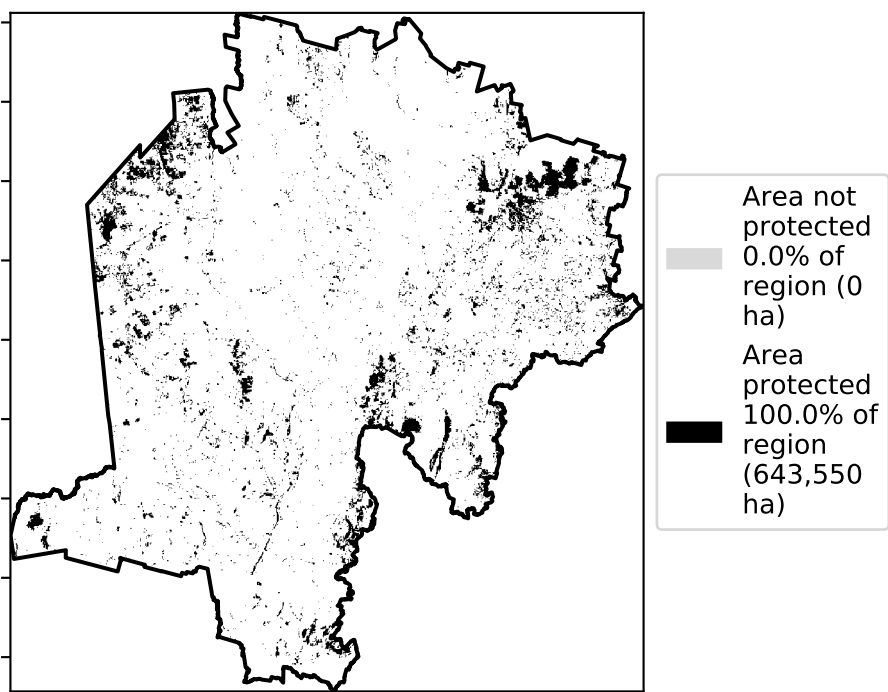 Area not
protected
0.0% of
region (0
ha)
Area
protected
100.0% of
region
(643,550
ha)